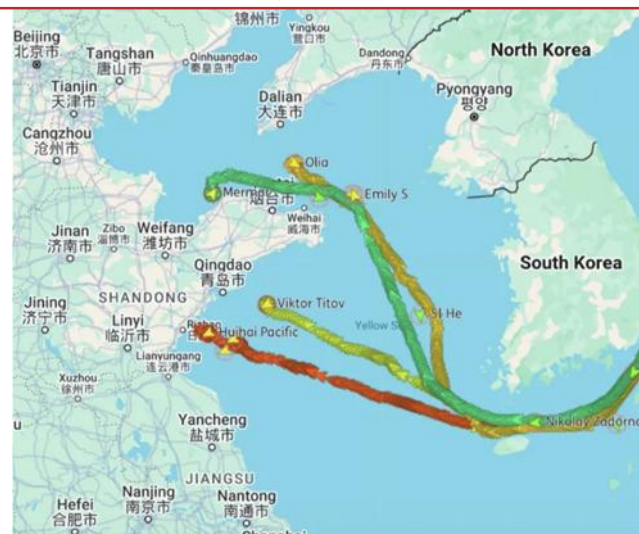 锦州市
Yingkou
营口市
Beijing
北京市
Tangshan
唐山市
Qinhuangdao
秦皇岛市
Dandong
丹东市
North Korea
Tianjin
天津市
Dalian
大连市
Pyongyang
平壤
Cangzhou
沧州市
Olia
Emily S
烟台市
Weihai
威海市
Jinan
济南市
Zibo
淄博市
Weifang
潍坊市
Qingdao
青岛市
South Korea
SHANDONG
Viktor Titov
Yellow S
SI He
Jining
济宁市
Linyi
临沂市
Huihai Pacific
Lianyungang
连云港市
Xuzhou
徐州市
Yancheng
盐城市
Nikolay Zadorno
JIANGSU
Hefei
合肥市
Nanjing
南京市
Nantong
南通市